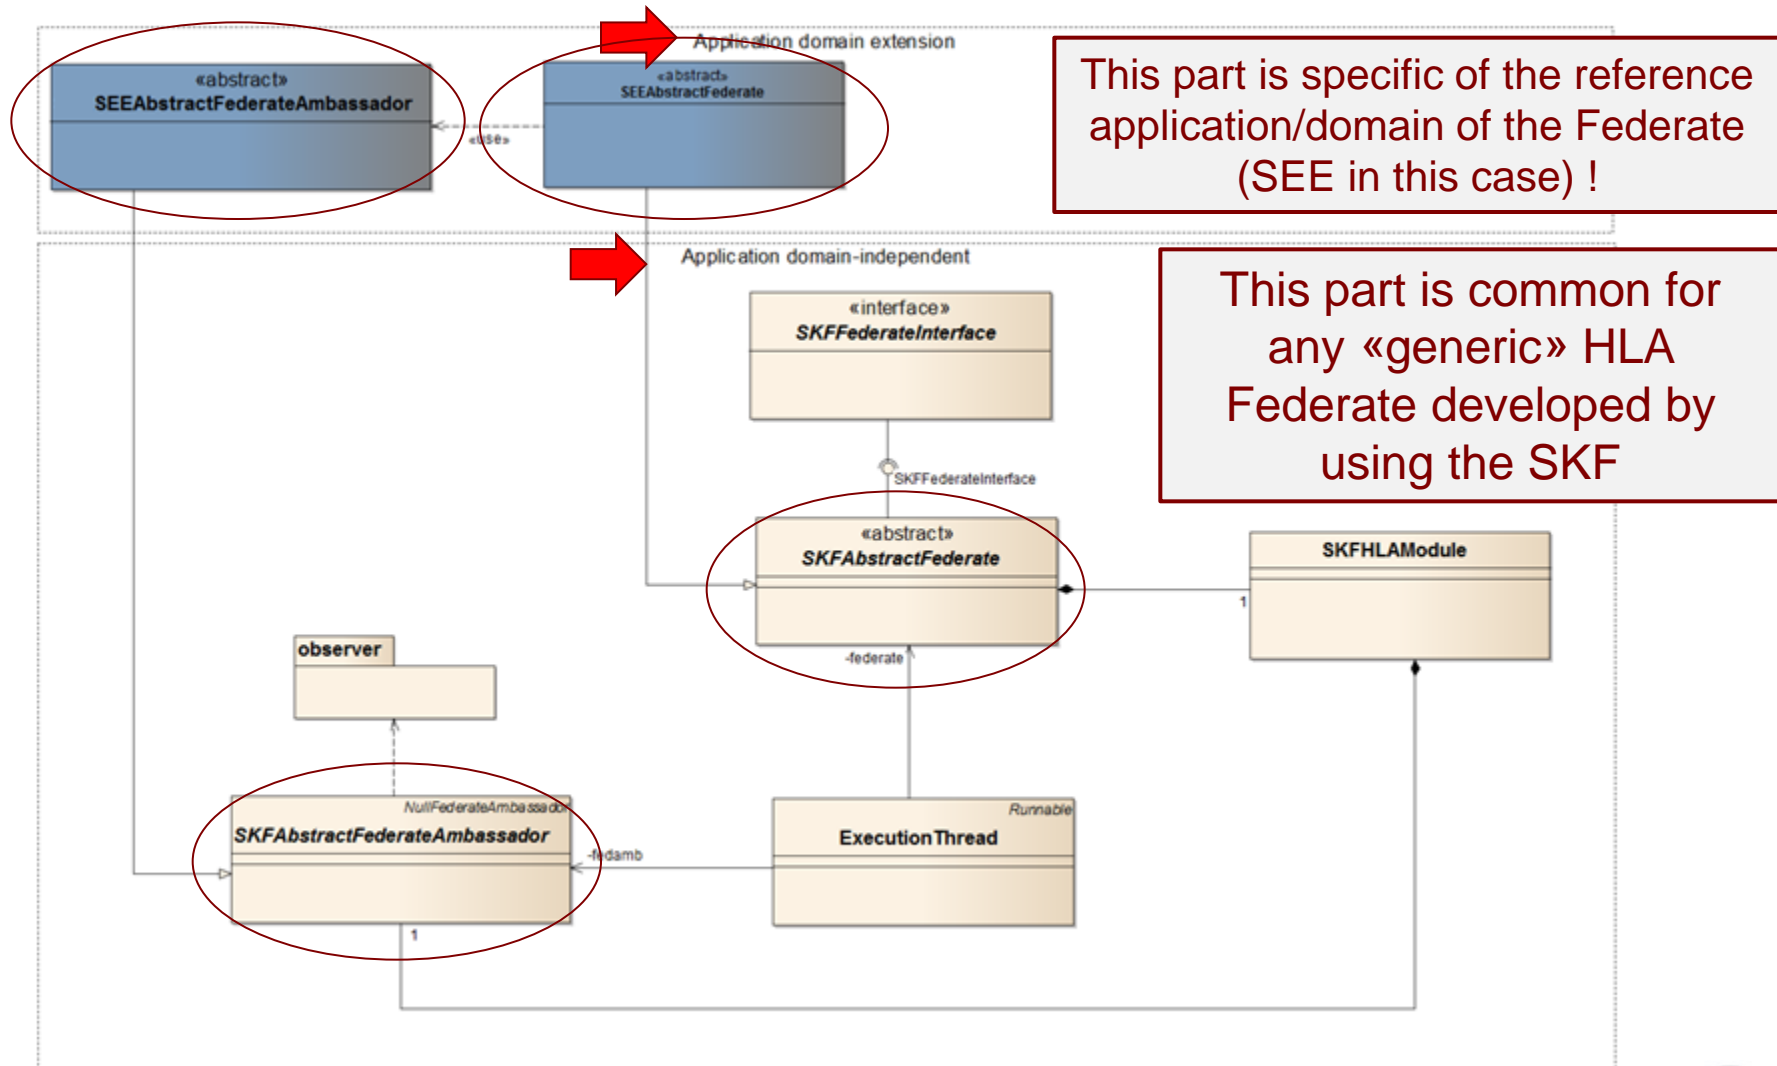 Application domain extension
«abstract»
SEEAbstractFederateAmbassador
«abstract»
SEEAbstractFederate
«use»
This part is specific of the reference
application/domain of the Federate
(SEE in this case) !
Application domain-independent
«interface»
SKFFederateInterface
This part is common for
any «generic» HLA
Federate developed by
using the SKF
SKFFederateInterface
«abstract»
SKFAbstractFederate
SKFHLAModule
1
-federate
observer
NullFederateAmbassador
SKFAbstractFederateAmbassador
-fedamb
Runnable
ExecutionThread
1